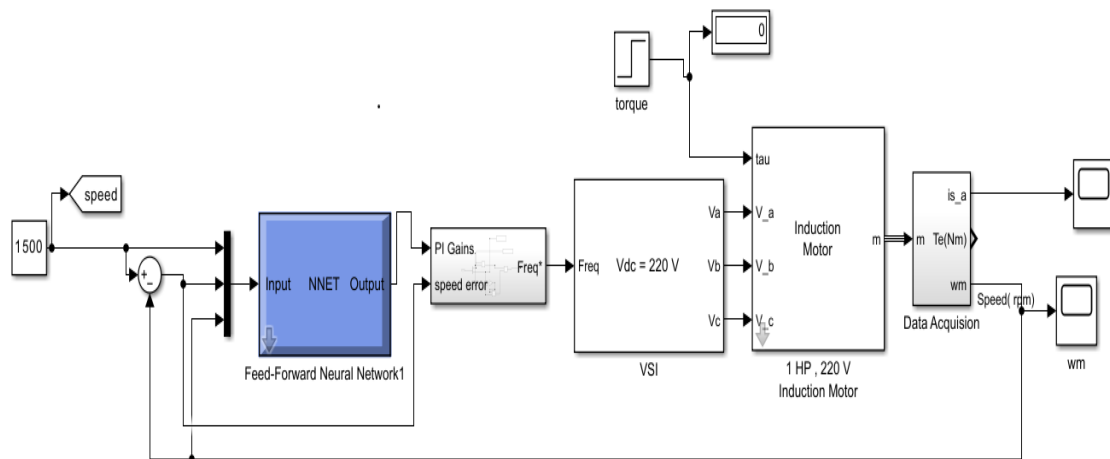 0
torque
speed
1500
+
-
Input NNET Output
Feed-Forward Neural Network1
PI Gains
speed error
Freq*
Freq
Vdc = 220 V
Va
Vb
Vc
VSI
tau
V_a
V_b
V_c
Induction
Motor
m
1 HP , 220 V
Induction Motor
m
is_a
Te(Nm)
wm
Data Acquision
Speed( rpm)
wm